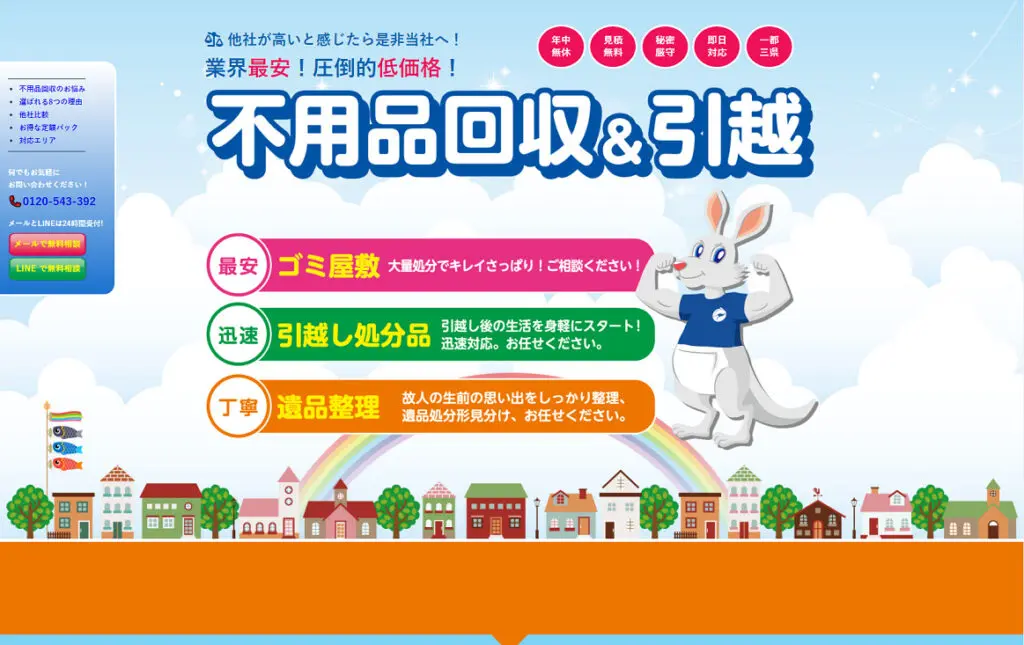 他社が高いと感じたら是非当社へ！
業界最安！圧倒的低価格！
不用品回収&引越
年中
無休
見積
無料
秘密
厳守
即日
対応
一都
三県
不用品回収のお悩み
選ばれる8つの理由
他社比較
お得な定額パック
対応エリア
何でもお気軽に
お問い合わせください！
0120-543-392
メールとLINEは24時間受付!
メールで無料相談
LINE で無料相談
最安
ゴミ屋敷
大量処分でキレイさっぱり！ご相談ください！
迅速
引越し処分品
引越し後の生活を身軽にスタート！
迅速対応。お任せください。
丁寧
遺品整理
故人の生前の思い出をしっかり整理、
遺品処分形見分け、お任せください。